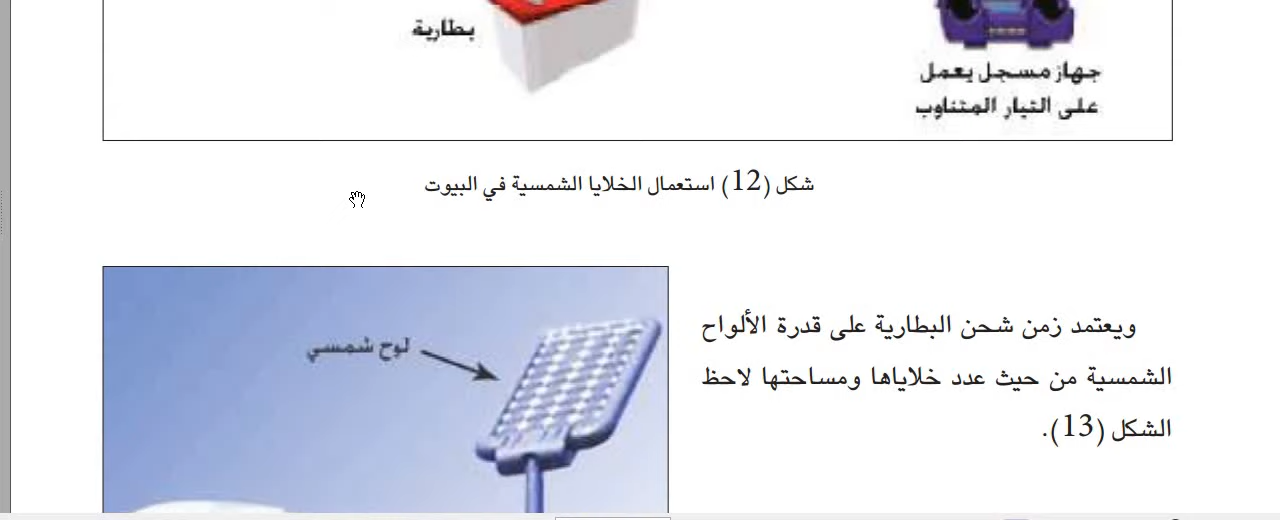 بطارية
جهاز مسجل يعمل
على التيار المتناوب
شكل (12) استعمال الخلايا الشمسية في البيوت
ويعتمد زمن شحن البطارية على قدرة الألواح
الشمسية من حيث عدد خلاياها ومساحتها لاحظ
الشكل (13).
لوح شمسي